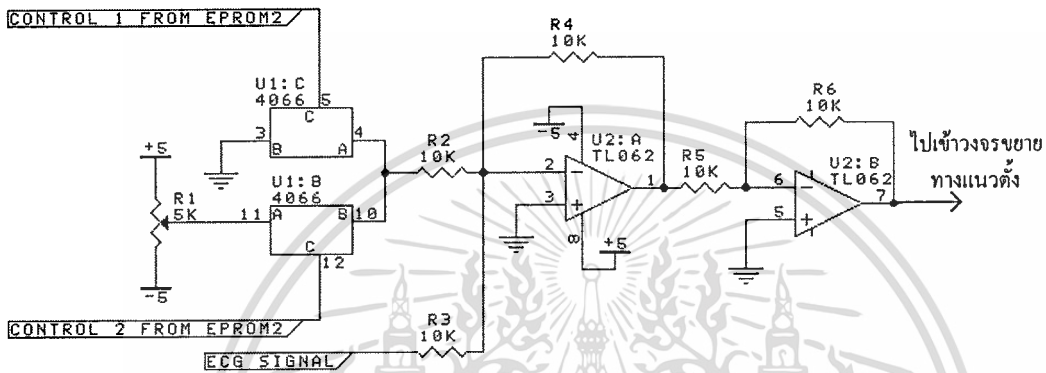 CONTROL 1 FROM EPROM2
R4
10K
U1:C
4066
5
C
3
B
4
A
R6
10K
-5
4
U2:A
TL062
R2
10K
ไปเข้าวงจรขยาย
ทางแนวตั้ง
+5
U1:B
4066
2
1
R5
10K
U2:B
TL062
6
7
R1
5K
11
A
B
10
3
5
C
12
8
+5
-5
CONTROL 2 FROM EPROM2
R3
10K
ECG SIGNAL